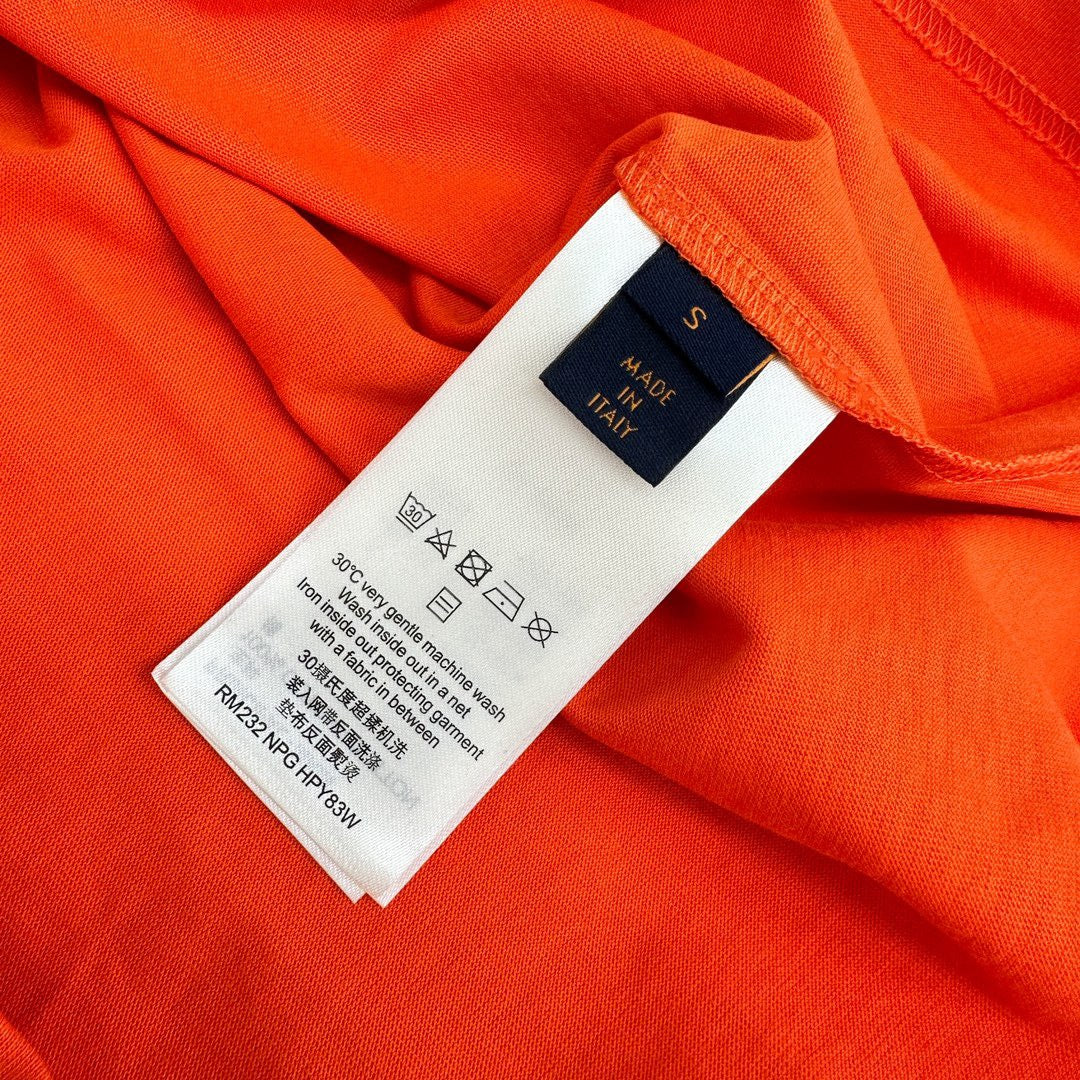 S
MADE
IN
ITALY
30
30°C very gentle machine wash
Wash inside out in a net
Iron inside out protecting garment
with a fabric in between
30摄氏度超揉机洗
装入网带反面洗涤
垫布反面熨烫
RM232 NPG HPY83W